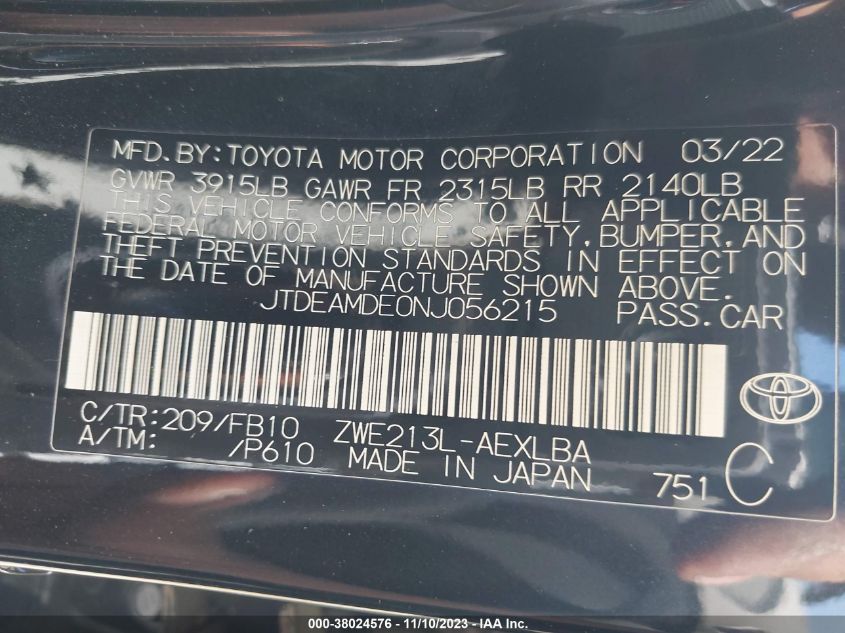 MFD.BY:TOYOTA MOTOR CORPORATION 03/22
GVWR 3915LB GAWR FR 2315LB RR 2140LB
THIS VEHICLE CONFORMS TO ALL APPLICABLE
FEDERAL MOTOR VEHICLE SAFETY,BUMPER,AND
THEFT PREVENTION STANDARDS IN EFFECT ON
THE DATE OF MANUFACTURE SHOWN ABOVE.
JTDEAMDE0NJ056215 PASS.CAR
C/TR:209/FB10 ZWE213L-AEXLBA
A/TM: /P610 MADE IN JAPAN 751 C
000-38024576 - 11/10/2023 - © IAA, Inc.